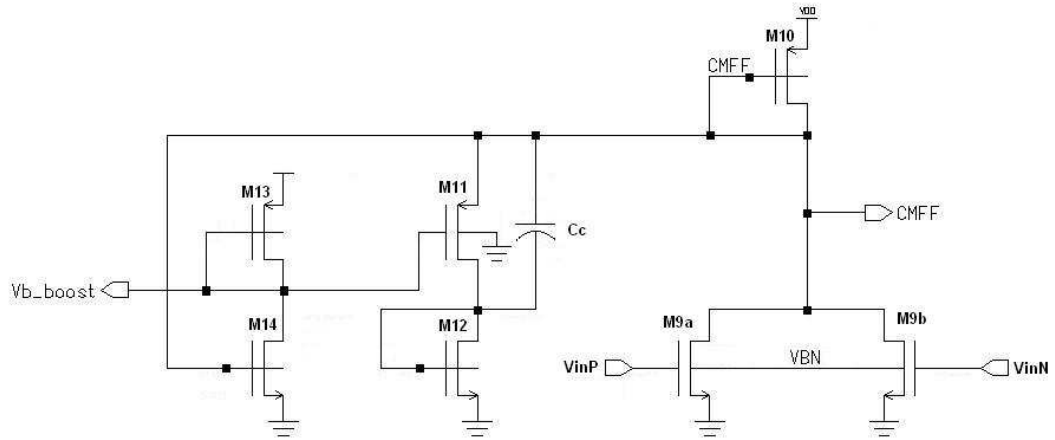 VDD
M10
CMFF
M13
M11
Cc
CMFF
Vb_boost
M14
M12
M9a
M9b
VinP
VBN
VinN